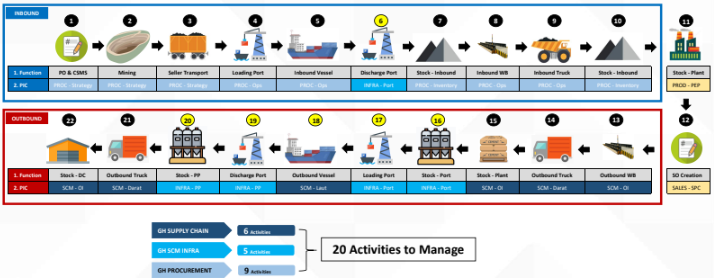 INBOUND
1 2 3 4 5 6 7 8 9 10 11
1. Function PO & CSMS Mining Seller Transport Loading Port Inbound Vessel Discharge Port Stock - Inbound Inbound WB Inbound Truck Stock - Inbound Stock - Plant
2. PIC PROC - Strategy PROC - Strategy PROC - Strategy PROC - Ops PROC - Ops INFRA - Port PROC - Inventory PROC - Ops PROC - Ops PROC - Inventory PROD - PEP
OUTBOUND
22 21 20 19 18 17 16 15 14 13 12
1. Function Stock - DC Outbound Truck Stock - PP Discharge Port Outbound Vessel Loading Port Stock - Port Stock - Plant Outbound Truck Outbound WB SO Creation
2. PIC SCM - OI SCM - Darat INFRA - PP INFRA - PP SCM - Laut INFRA - Port INFRA - Port SCM - OI SCM - Darat SCM - OI SALES - SPC
GH SUPPLY CHAIN 6 Activities
GH SCM INFRA 5 Activities
GH PROCUREMENT 9 Activities
20 Activities to Manage